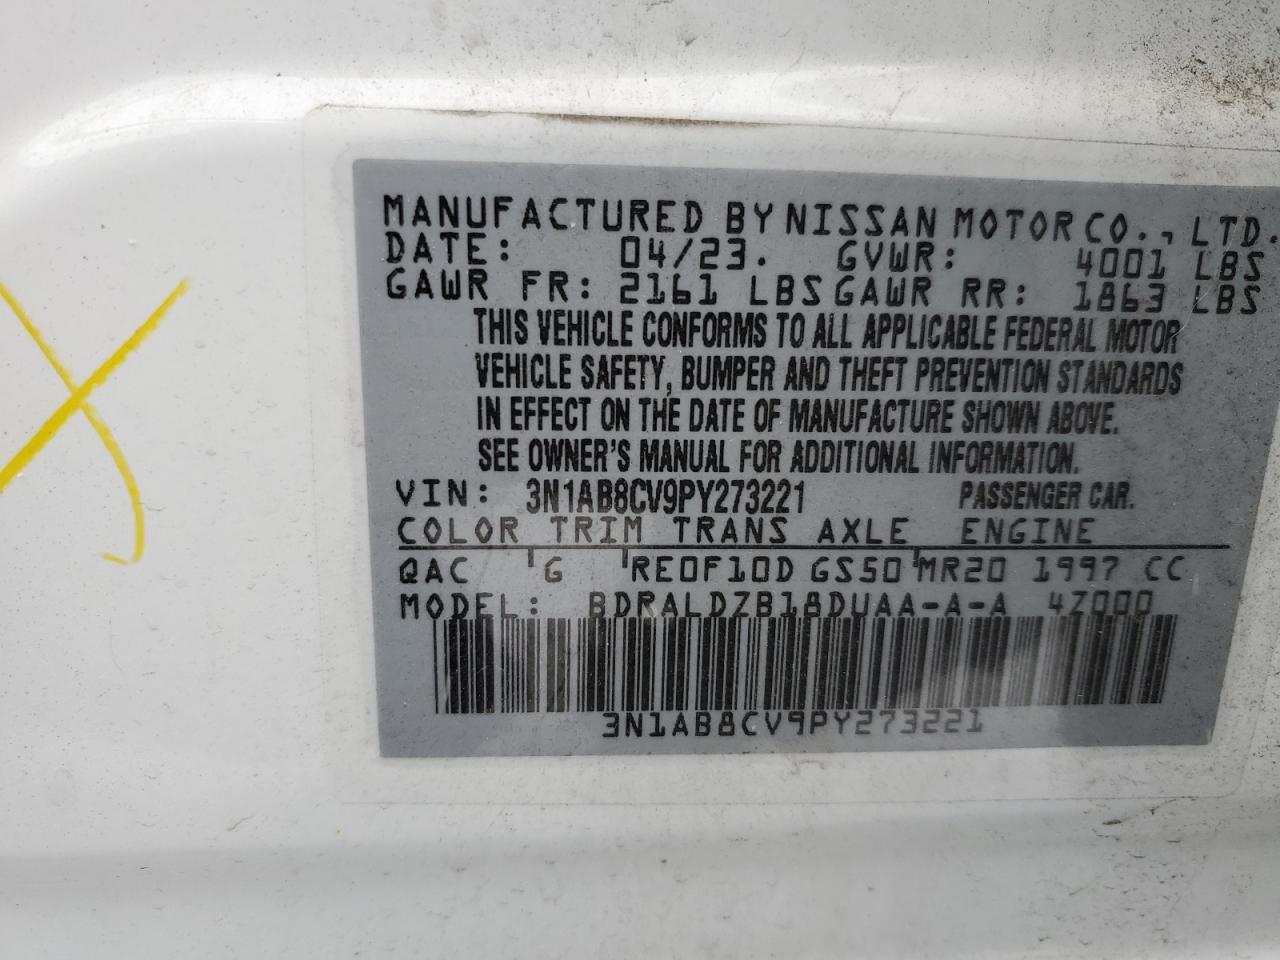 MANUFACTURED BY NISSAN MOTOR CO., LTD.
DATE: 04/23. GVWR: 4001 LBS
GAWR FR: 2161 LBS GAWR RR: 1863 LBS
THIS VEHICLE CONFORMS TO ALL APPLICABLE FEDERAL MOTOR
VEHICLE SAFETY, BUMPER AND THEFT PREVENTION STANDARDS
IN EFFECT ON THE DATE OF MANUFACTURE SHOWN ABOVE.
SEE OWNER'S MANUAL FOR ADDITIONAL INFORMATION.
VIN: 3N1AB8CV9PY273221 PASSENGER CAR.
COLOR TRIM TRANS AXLE ENGINE
QAC G RE0F10D GS50 MR20 1997 CC
MODEL: BDRALDZB18DUAA-A-A 4Z000
3N1AB8CV9PY273221